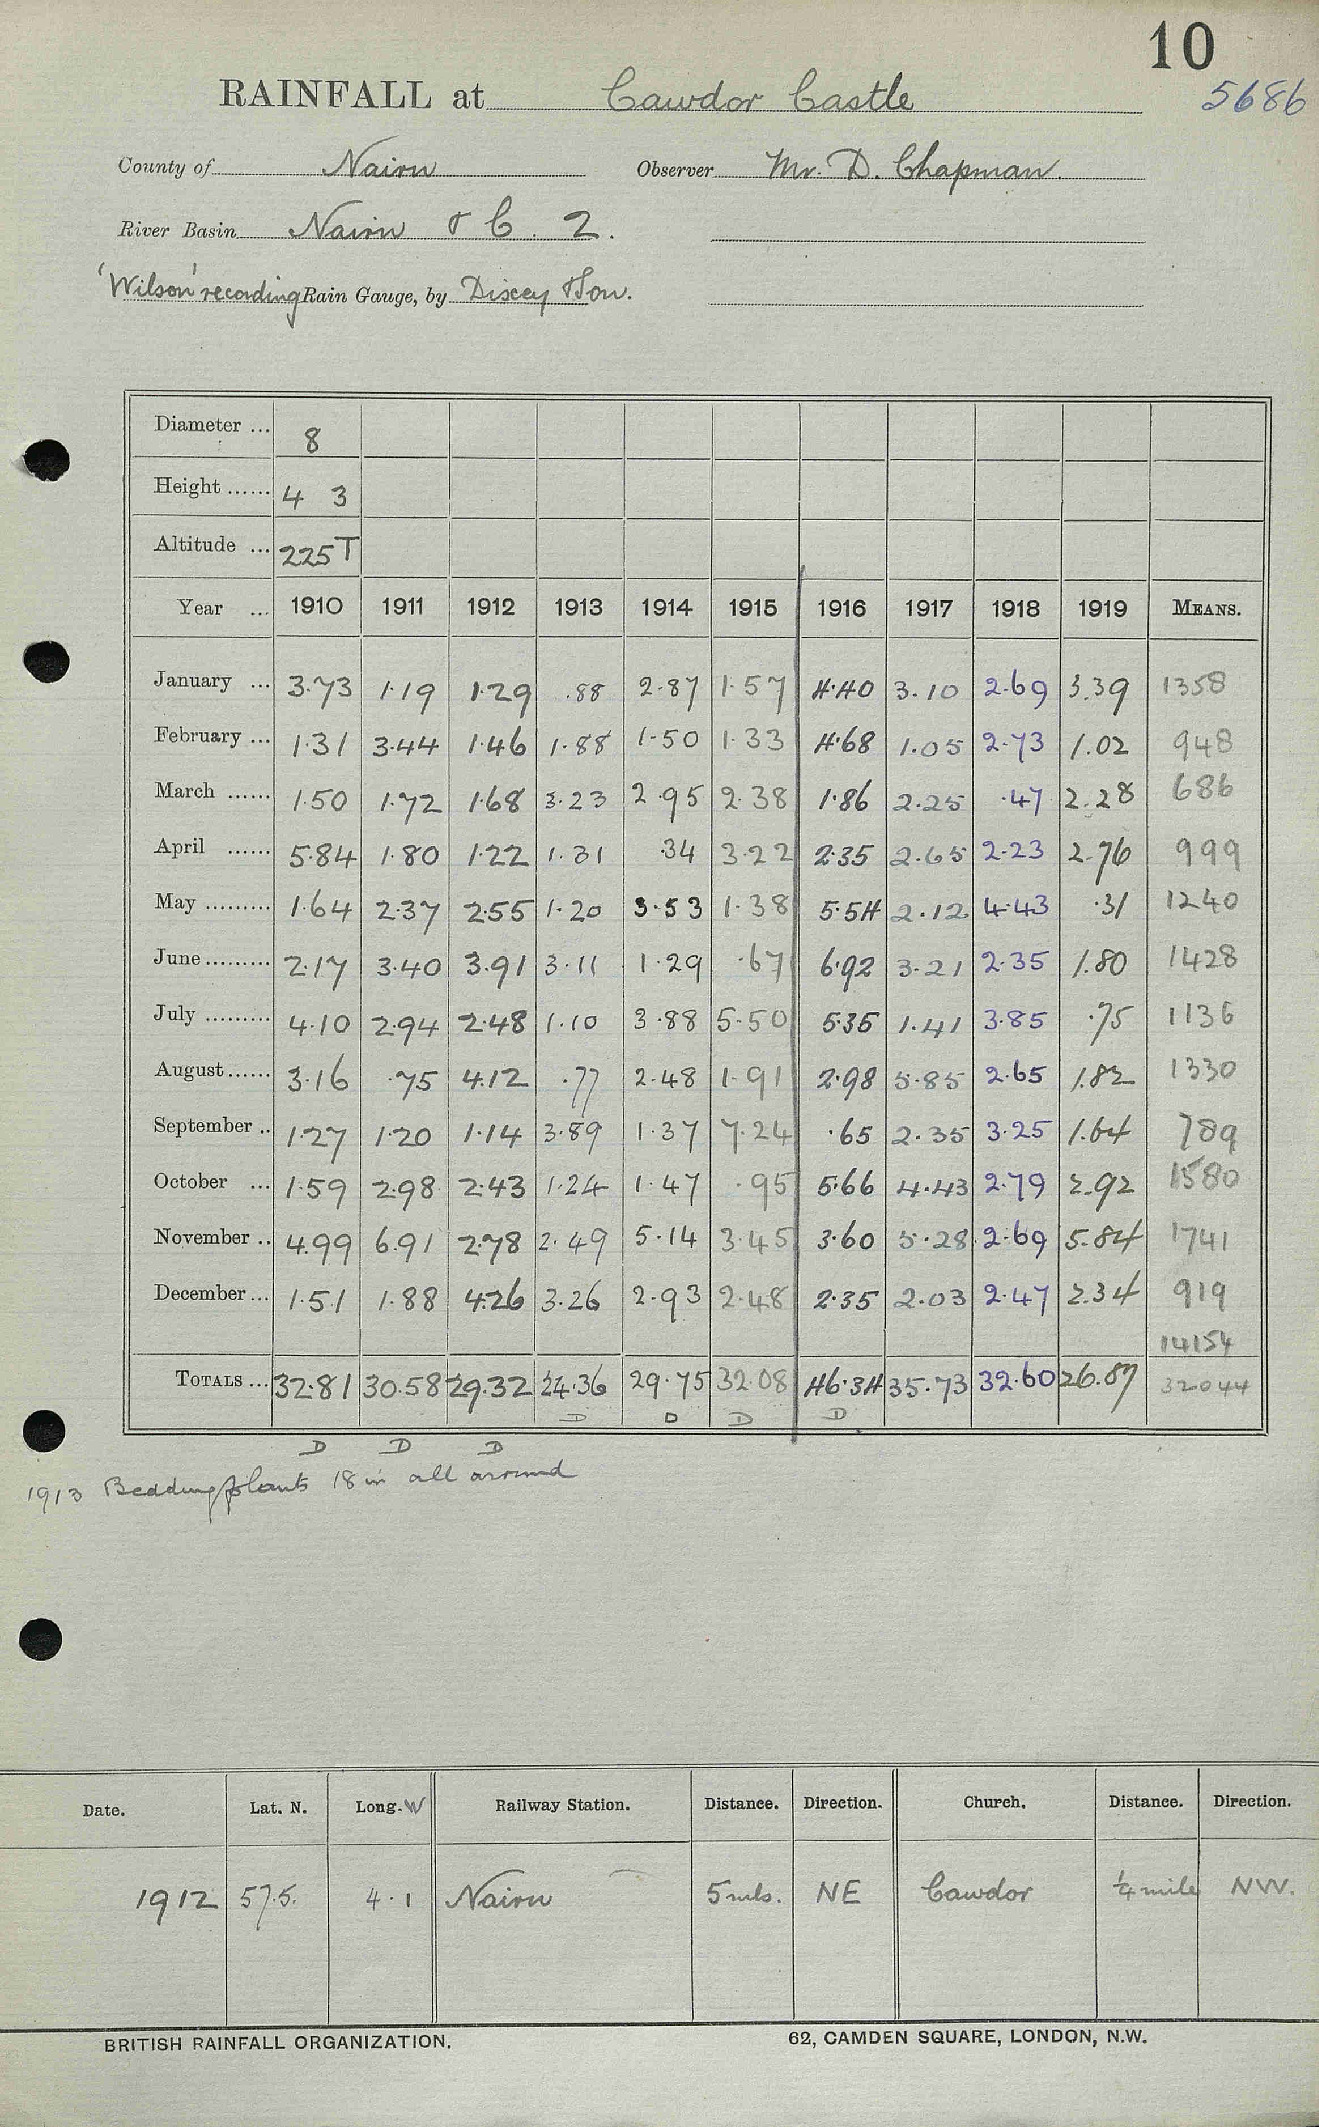 10
RAINFALL at Cawdor Castle 5686
County of Nairn Observer Mr. D. Chapman
River Basin Nairn & C. 2.
'Wilson' recording Rain Gauge, by & Son.
Diameter ... 8
Height ...... 4 3
Altitude ... 225T
Year ... 1910 1911 1912 1913 1914 1915 1916 1917 1918 1919 MEANS.
January ... 3.73 1.19 1.29 .88 2.87 1.57 4.40 3.10 2.69 3.39 1358
February ... 1.31 3.44 1.46 1.88 1.50 1.33 4.68 1.05 2.73 1.02 948
March ...... 1.50 1.72 1.68 3.23 2.95 2.38 1.86 2.25 .47 2.28 686
April ...... 5.84 1.80 1.22 1.31 .34 3.22 2.35 2.65 2.23 2.76 999
May ......... 1.64 2.37 2.55 1.20 3.53 1.38 5.54 2.12 4.43 .31 1240
June ......... 2.17 3.40 3.91 3.11 1.29 .67 6.92 3.21 2.35 1.80 1428
July ......... 4.10 2.94 2.48 1.10 3.88 5.50 5.35 1.41 3.85 .75 1136
August ...... 3.16 .75 4.12 .77 2.48 1.91 2.98 5.85 2.65 1.82 1330
September .. 1.27 1.20 1.14 3.89 1.37 7.24 .65 2.35 3.25 1.64 789
October ... 1.59 2.98 2.43 1.24 1.47 .95 5.66 4.43 2.79 2.92 1580
November .. 4.99 6.91 2.78 2.49 5.14 3.45 3.60 5.28 2.69 5.84 1741
December ... 1.51 1.88 4.26 3.26 2.93 2.48 2.35 2.03 2.47 2.34 919
14154
TOTALS ... 32.81 30.58 29.32 24.36 29.75 32.08 46.34 35.73 32.60 26.87 32044
D D D D
D D D
1913 Bedding plants 18 in all around
Date. Lat. N. Long. W Railway Station. Distance. Direction. Church. Distance. Direction.
1912 57.5. 4.1 Nairn 5 mls. NE Cawdor ¼ mile NW.
BRITISH RAINFALL ORGANIZATION. 62, CAMDEN SQUARE, LONDON, N.W.